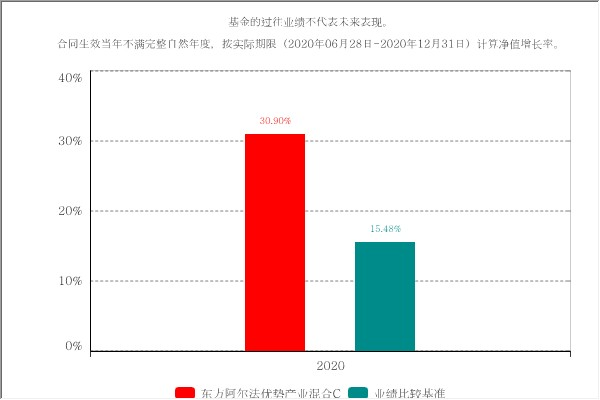 基金的过往业绩不代表未来表现。
合同生效当年不满完整自然年度，按实际期限（2020年06月28日-2020年12月31日）计算净值增长率。
40%
30.90%
30%
20%
15.48%
10%
0%
2020
东方阿尔法优势产业混合C 业绩比较基准